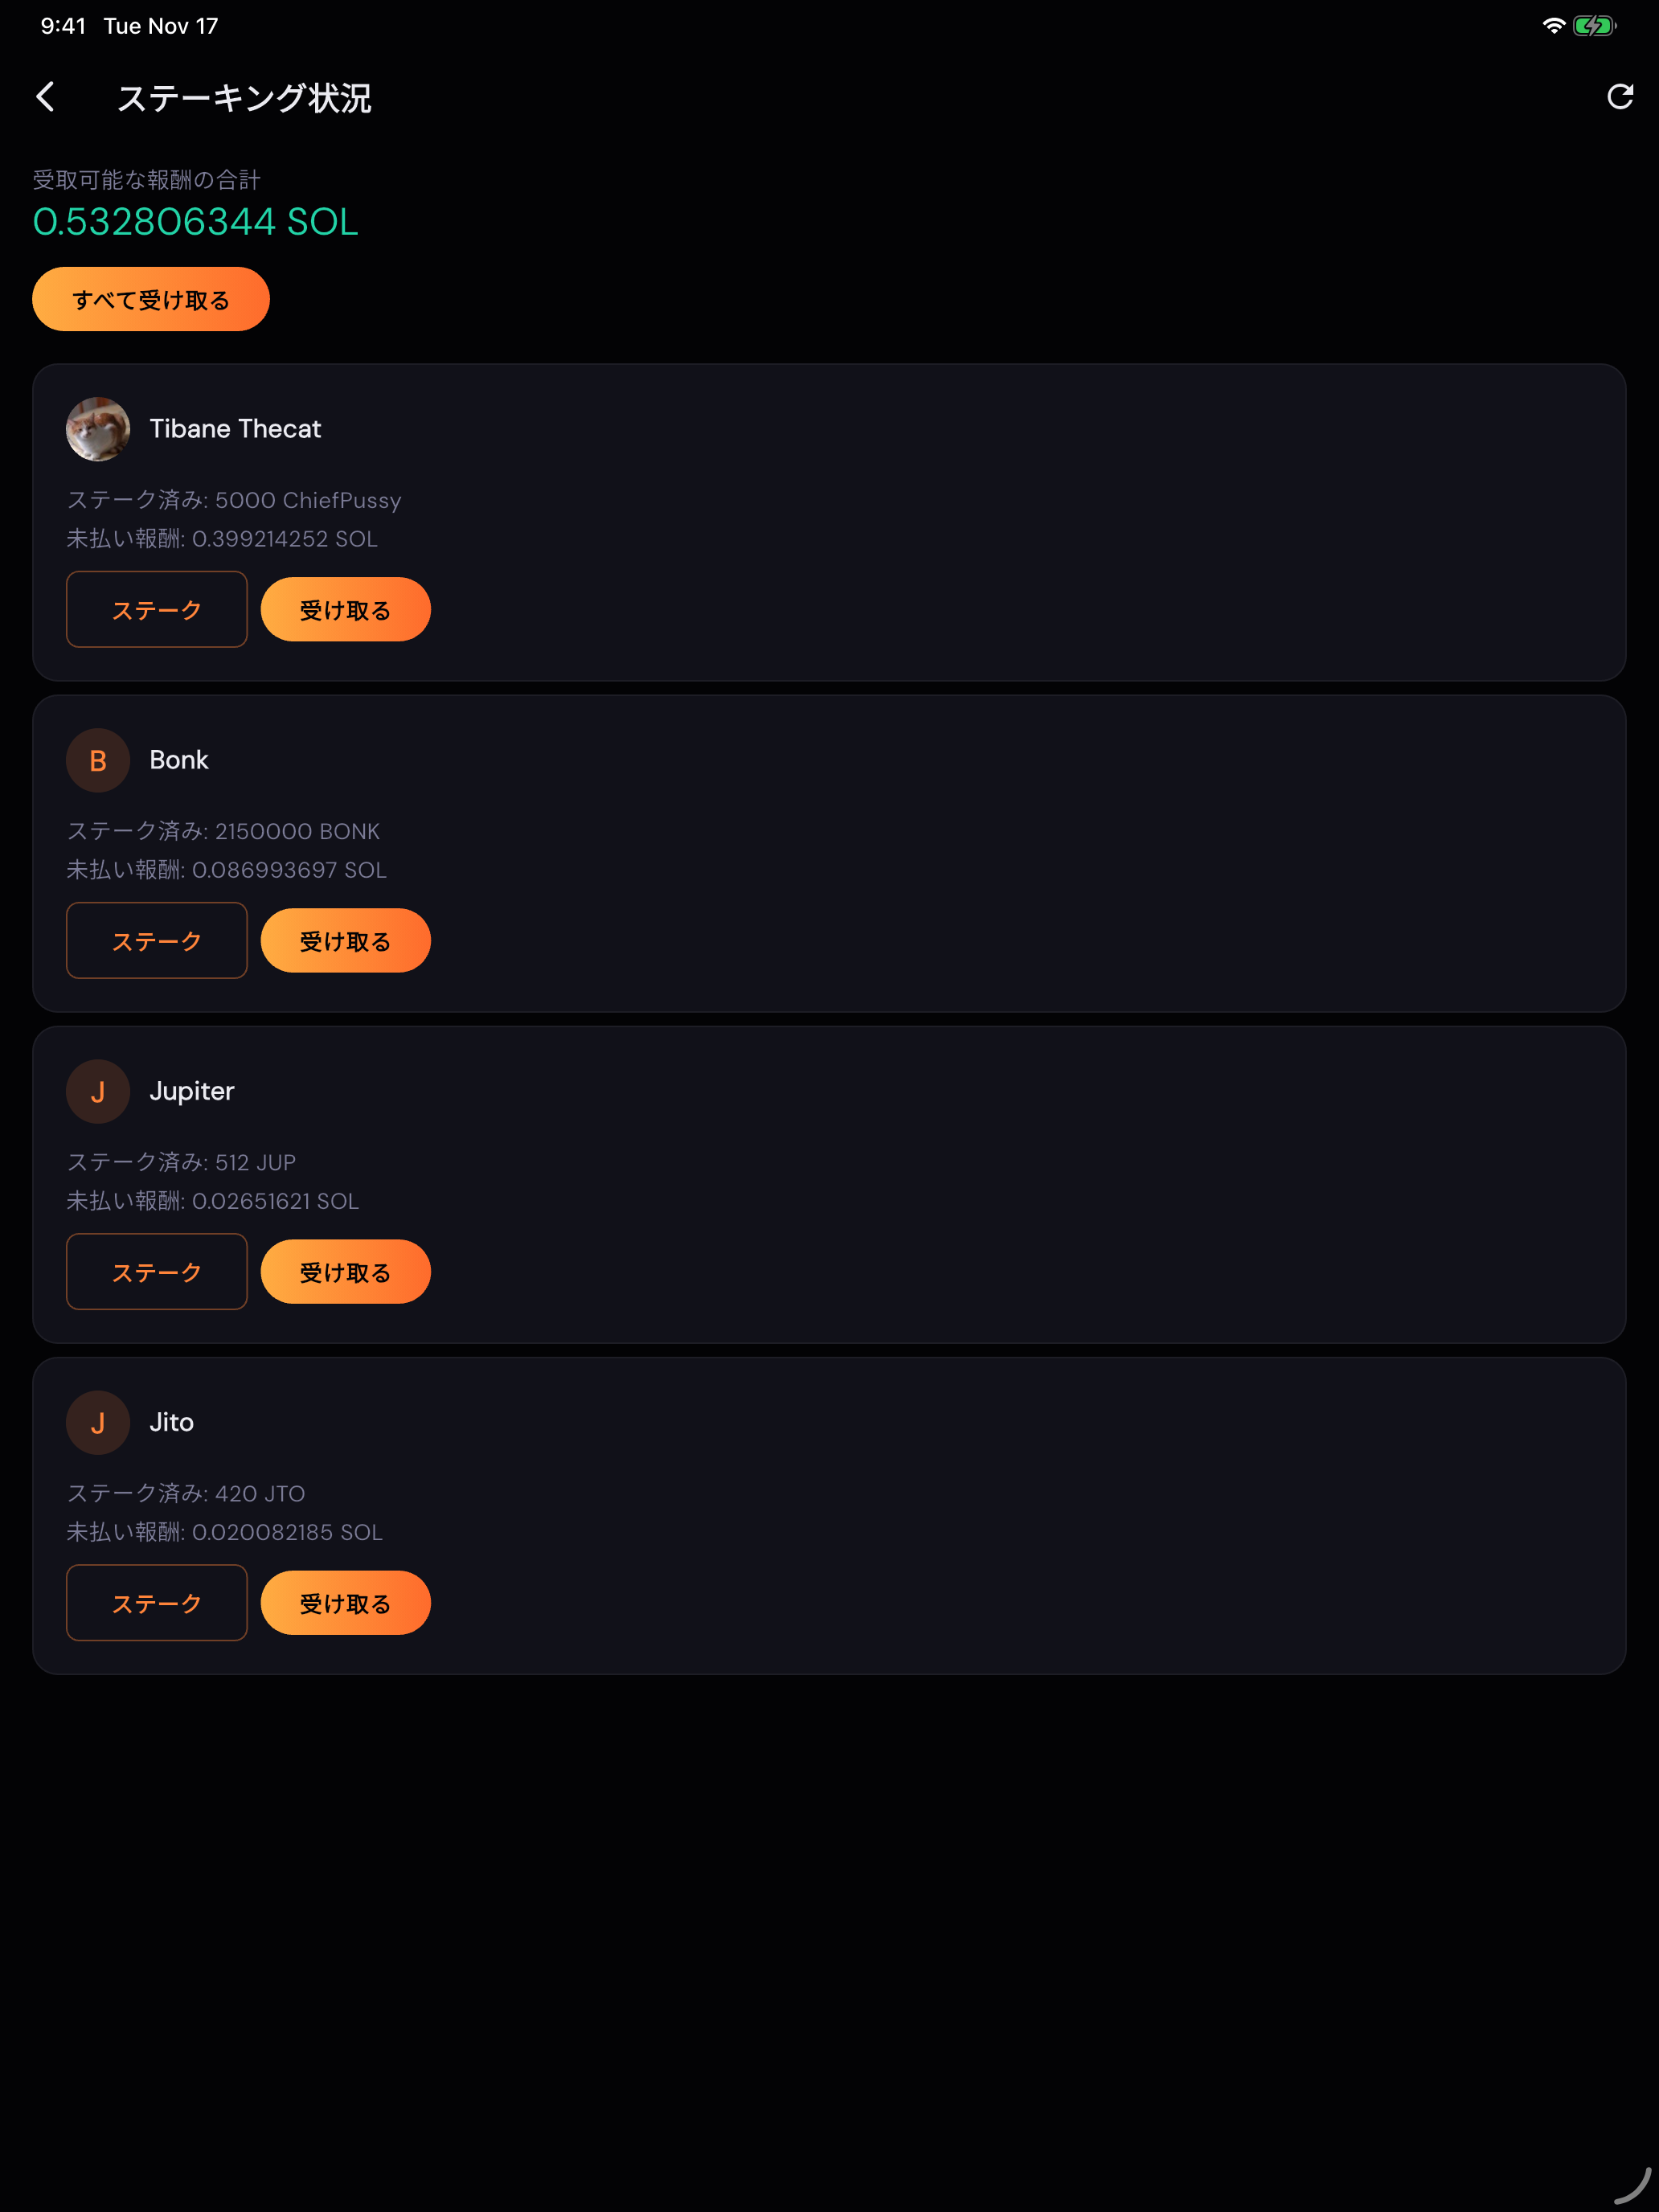 9:41 Tue Nov 17
ステーキング状況
受取可能な報酬の合計
0.532806344 SOL
すべて受け取る
Tibane Thecat
ステーク済み: 5000 ChiefPussy
未払い報酬: 0.399214252 SOL
ステーク 受け取る
B Bonk
ステーク済み: 2150000 BONK
未払い報酬: 0.086993697 SOL
ステーク 受け取る
J Jupiter
ステーク済み: 512 JUP
未払い報酬: 0.02651621 SOL
ステーク 受け取る
J Jito
ステーク済み: 420 JTO
未払い報酬: 0.020082185 SOL
ステーク 受け取る